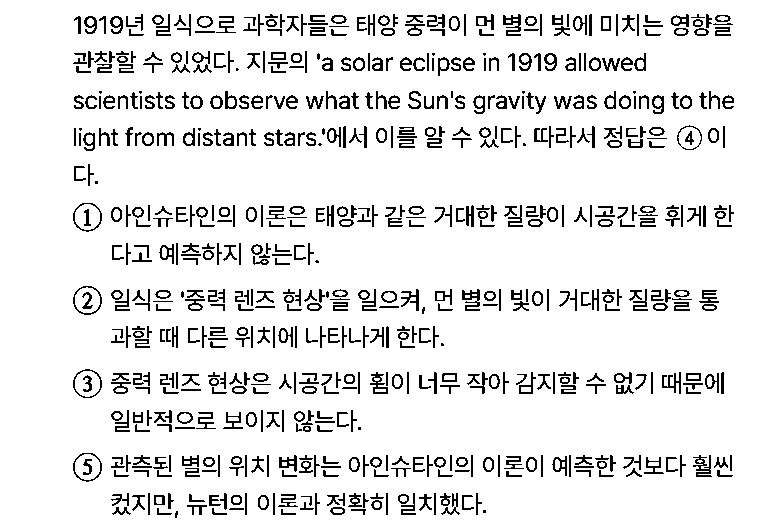 1919년 일식으로 과학자들은 태양 중력이 먼 별의 빛에 미치는 영향을
관찰할 수 있었다. 지문의 'a solar eclipse in 1919 allowed
scientists to observe what the Sun's gravity was doing to the
light from distant stars.'에서 이를 알 수 있다. 따라서 정답은 ④이
다.
① 아인슈타인의 이론은 태양과 같은 거대한 질량이 시공간을 휘게 한
다고 예측하지 않는다.
② 일식은 '중력 렌즈 현상'을 일으켜, 먼 별의 빛이 거대한 질량을 통
과할 때 다른 위치에 나타나게 한다.
③ 중력 렌즈 현상은 시공간의 휨이 너무 작아 감지할 수 없기 때문에
일반적으로 보이지 않는다.
⑤ 관측된 별의 위치 변화는 아인슈타인의 이론이 예측한 것보다 훨씬
컸지만, 뉴턴의 이론과 정확히 일치했다.